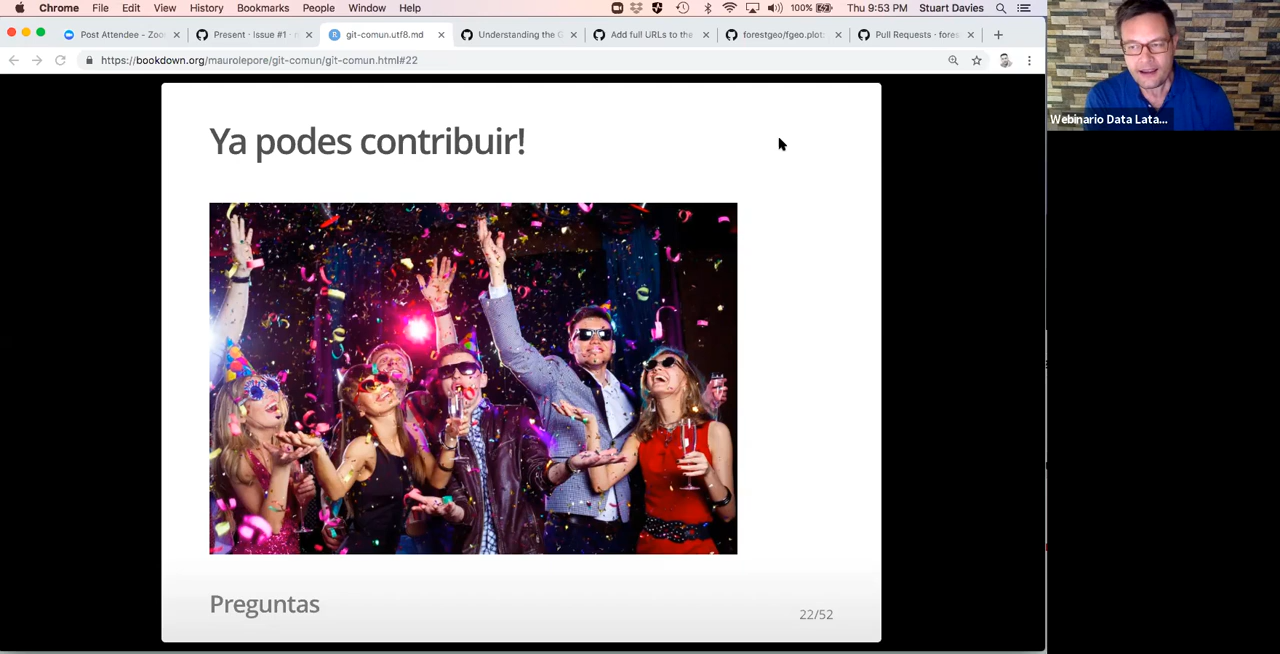 Chrome File Edit View History Bookmarks People Window Help 100% Thu 9:53 PM Stuart Davies
Post Attendee - Zoo
Present · Issue #1 · r
git-comun.utf8.md
Understanding the G
Add full URLs to the
forestgeo/fgeo.plot
Pull Requests · fores
https://bookdown.org/maurolepore/git-comun/git-comun.html#22
Webinario Data Lata...
Ya podes contribuir!
Preguntas
22/52